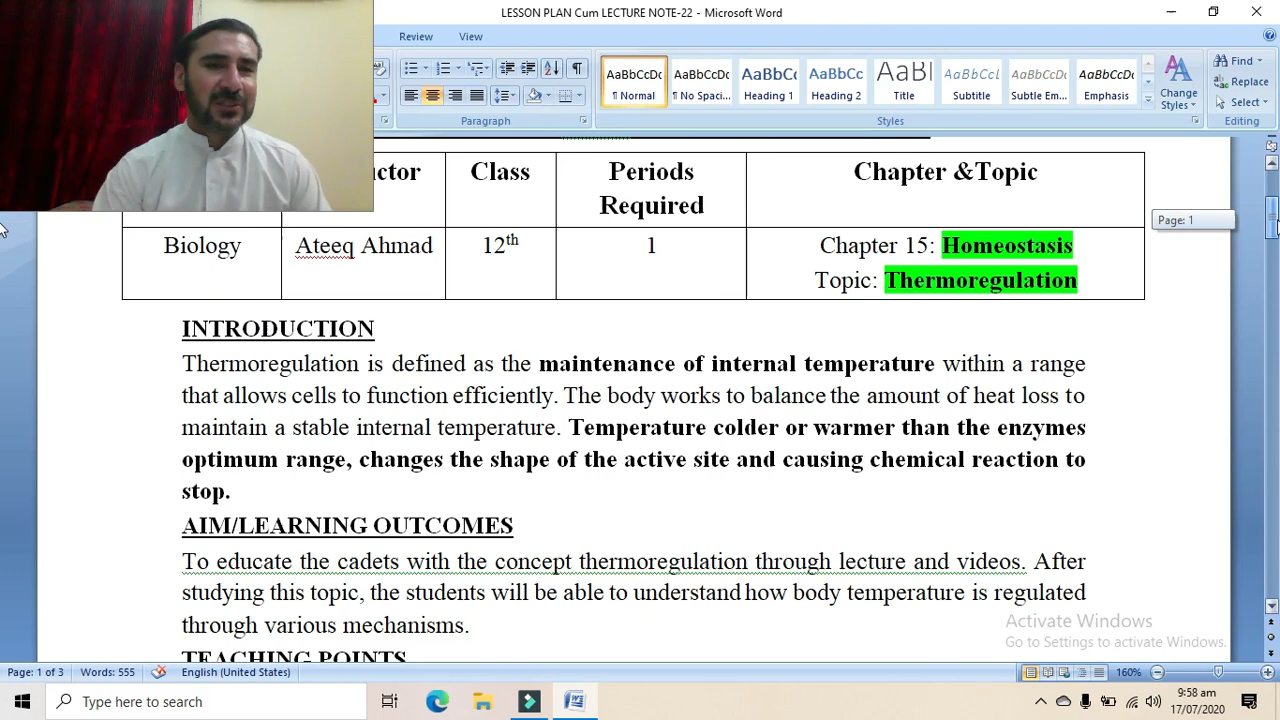 LESSON PLAN Cum LECTURE NOTE-22 - Microsoft Word
Review View
AaBbCcDc AaBbCcDc AaBbCc AaBbCc AaBl AaBbCcL AaBbCcDc AaBbCcDc
¶ Normal ¶ No Spaci... Heading 1 Heading 2 Title Subtitle Subtle Em... Emphasis
Change Styles
Find
Replace
Select
Paragraph Styles Editing
ctor Class Periods Required Chapter &Topic
Page: 1
Biology Ateeq Ahmad 12th 1 Chapter 15: Homeostasis
Topic: Thermoregulation
INTRODUCTION
Thermoregulation is defined as the maintenance of internal temperature within a range
that allows cells to function efficiently. The body works to balance the amount of heat loss to
maintain a stable internal temperature. Temperature colder or warmer than the enzymes
optimum range, changes the shape of the active site and causing chemical reaction to
stop.
AIM/LEARNING OUTCOMES
To educate the cadets with the concept thermoregulation through lecture and videos. After
studying this topic, the students will be able to understand how body temperature is regulated
through various mechanisms.
TEACHING POINTS
Activate Windows
Go to Settings to activate Windows.
Page: 1 of 3 Words: 555 English (United States) 160%
Type here to search
9:58 am
17/07/2020